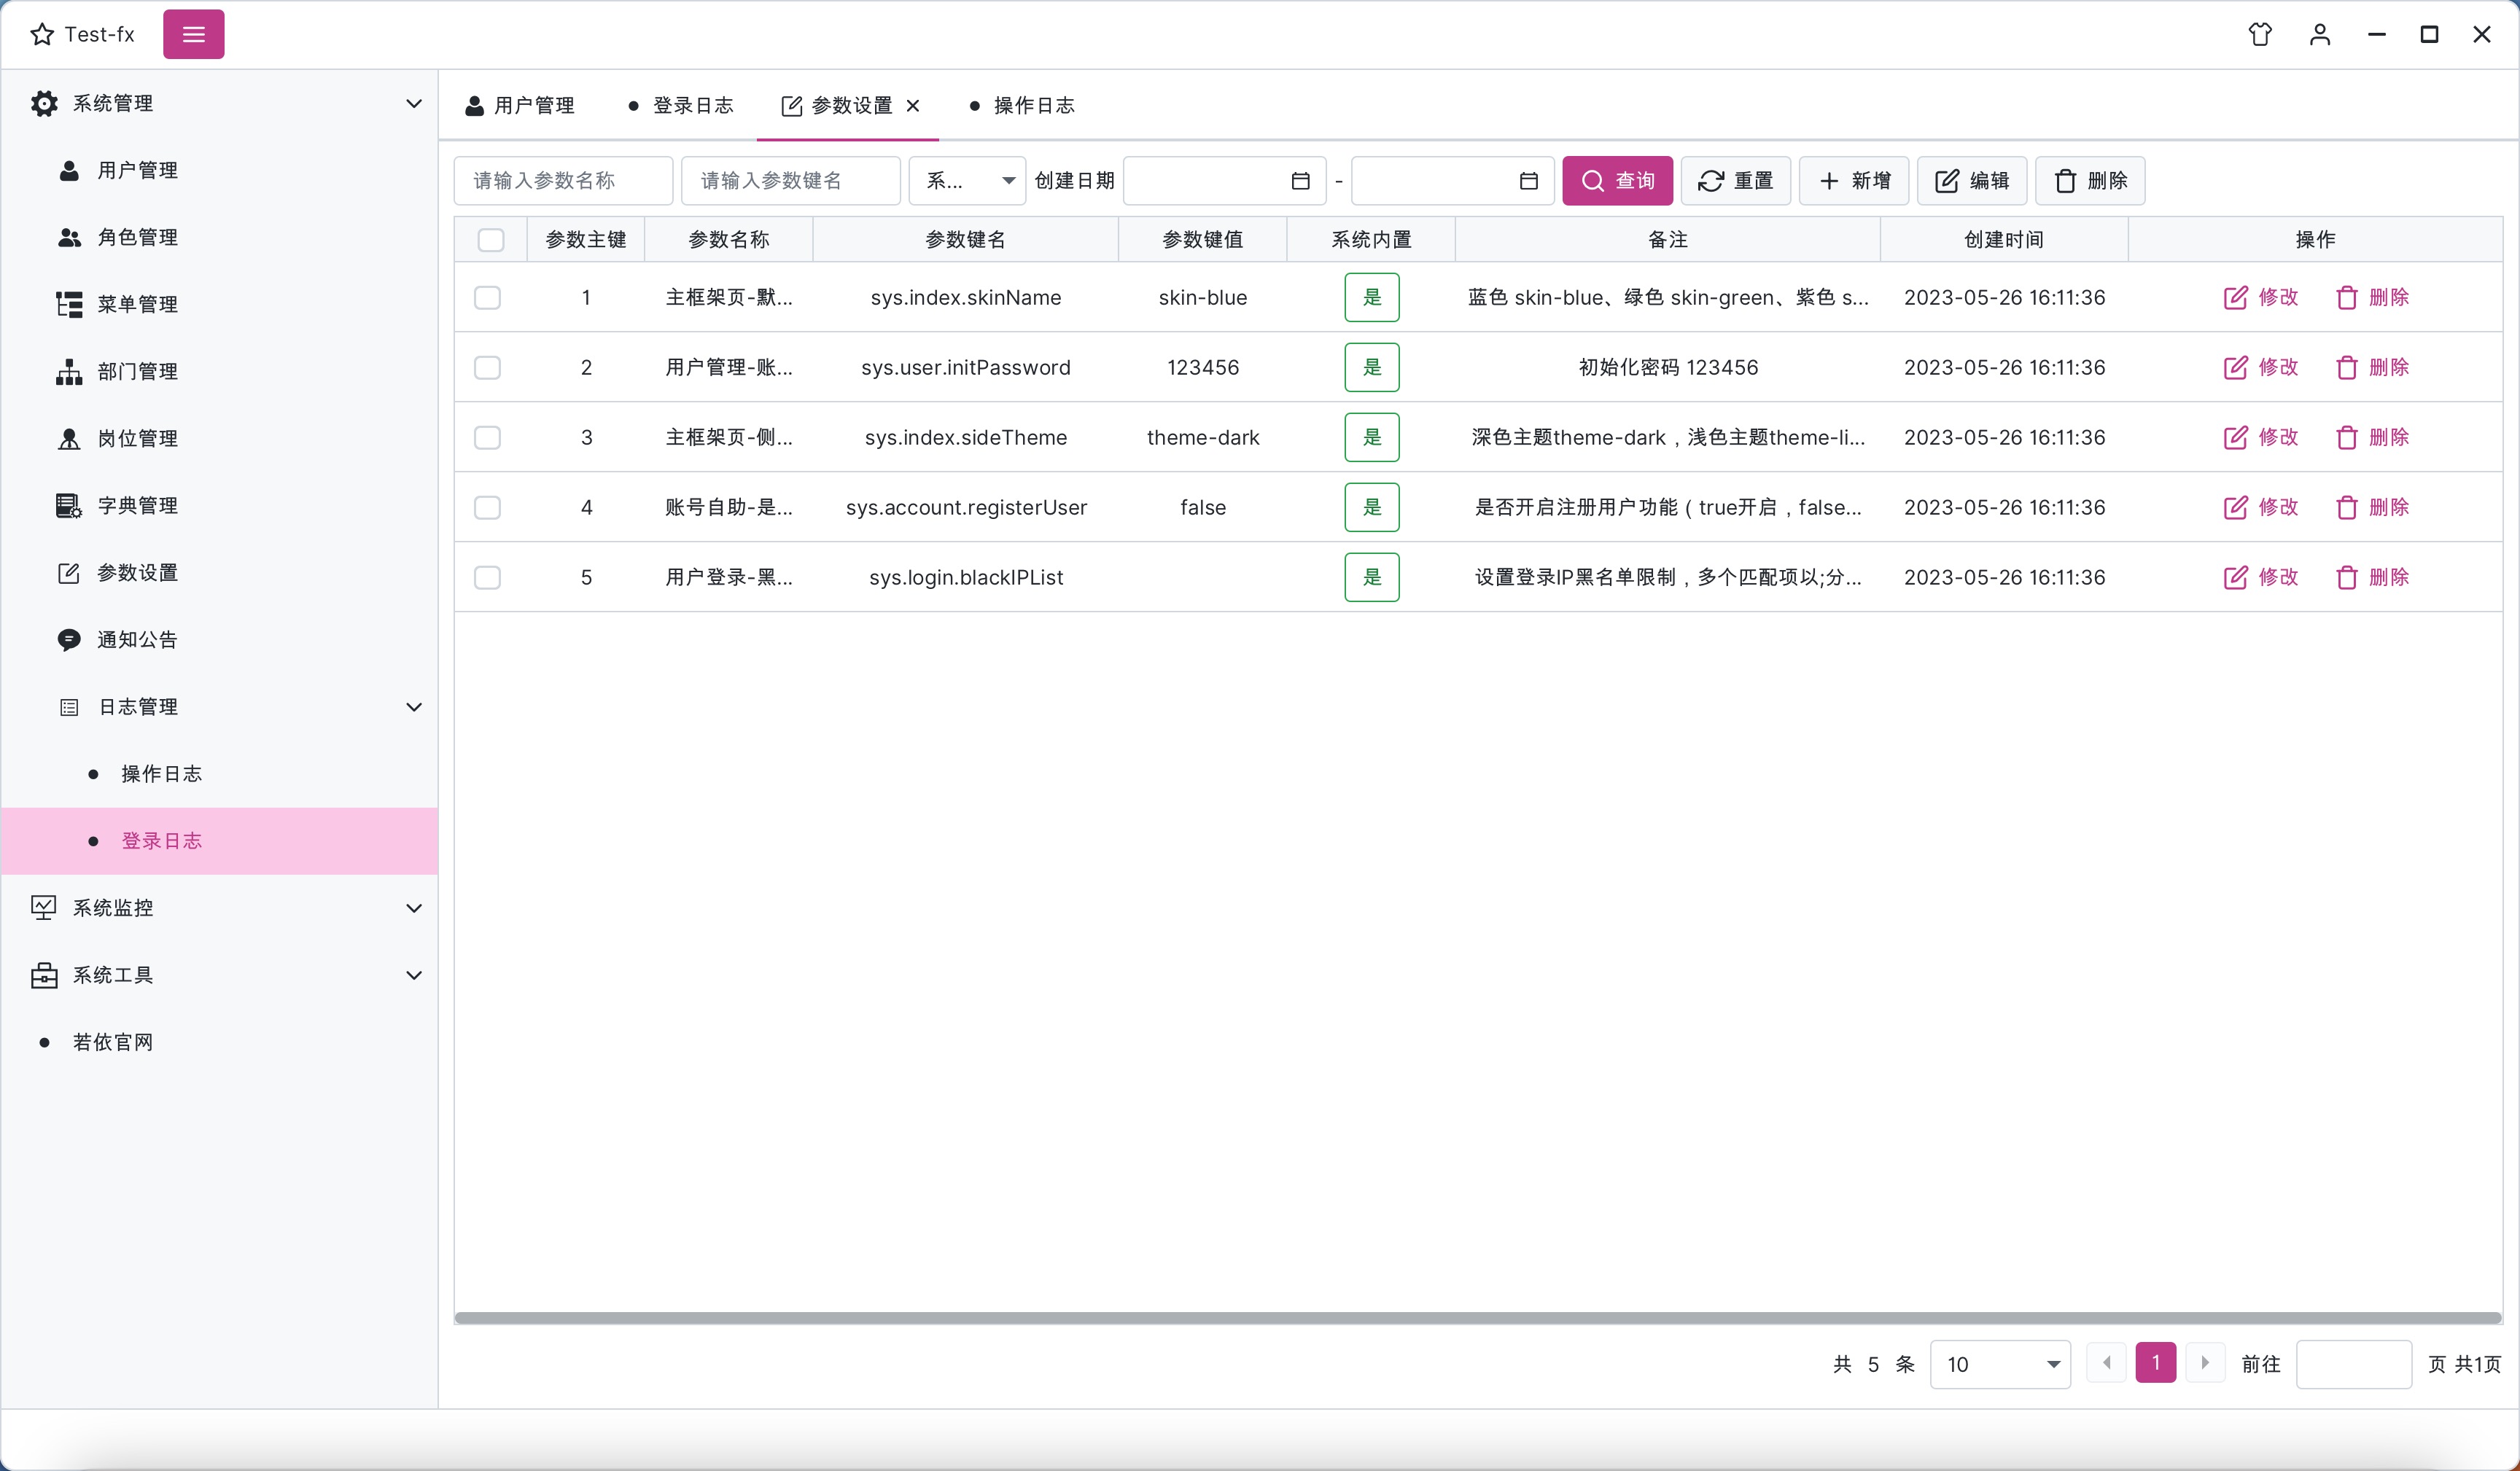 Test-fx
系统管理
用户管理
角色管理
菜单管理
部门管理
岗位管理
字典管理
参数设置
通知公告
日志管理
操作日志
登录日志
系统监控
系统工具
若依官网
用户管理 登录日志 参数设置 操作日志
请输入参数名称 请输入参数键名 系... 创建日期 - 查询 重置 新增 编辑 删除
参数主键 参数名称 参数键名 参数键值 系统内置 备注 创建时间 操作
1 主框架页-默... sys.index.skinName skin-blue 是 蓝色 skin-blue、绿色 skin-green、紫色 s... 2023-05-26 16:11:36 修改 删除
2 用户管理-账... sys.user.initPassword 123456 是 初始化密码 123456 2023-05-26 16:11:36 修改 删除
3 主框架页-侧... sys.index.sideTheme theme-dark 是 深色主题theme-dark，浅色主题theme-li... 2023-05-26 16:11:36 修改 删除
4 账号自助-是... sys.account.registerUser false 是 是否开启注册用户功能（true开启，false... 2023-05-26 16:11:36 修改 删除
5 用户登录-黑... sys.login.blackIPList 是 设置登录IP黑名单限制，多个匹配项以;分... 2023-05-26 16:11:36 修改 删除
共 5 条 10 1 前往 页 共1页